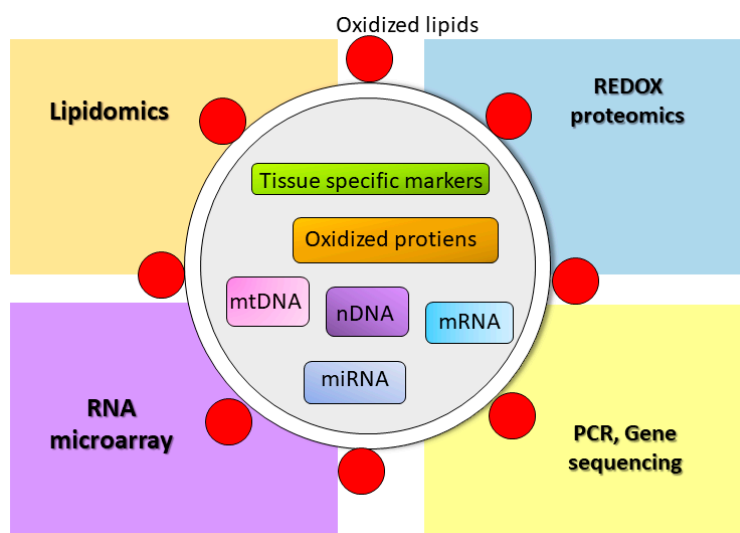 Oxidized lipids
Lipidomics
REDOX
proteomics
Tissue specific markers
Oxidized protiens
mtDNA
nDNA
mRNA
miRNA
RNA
microarray
PCR, Gene
sequencing